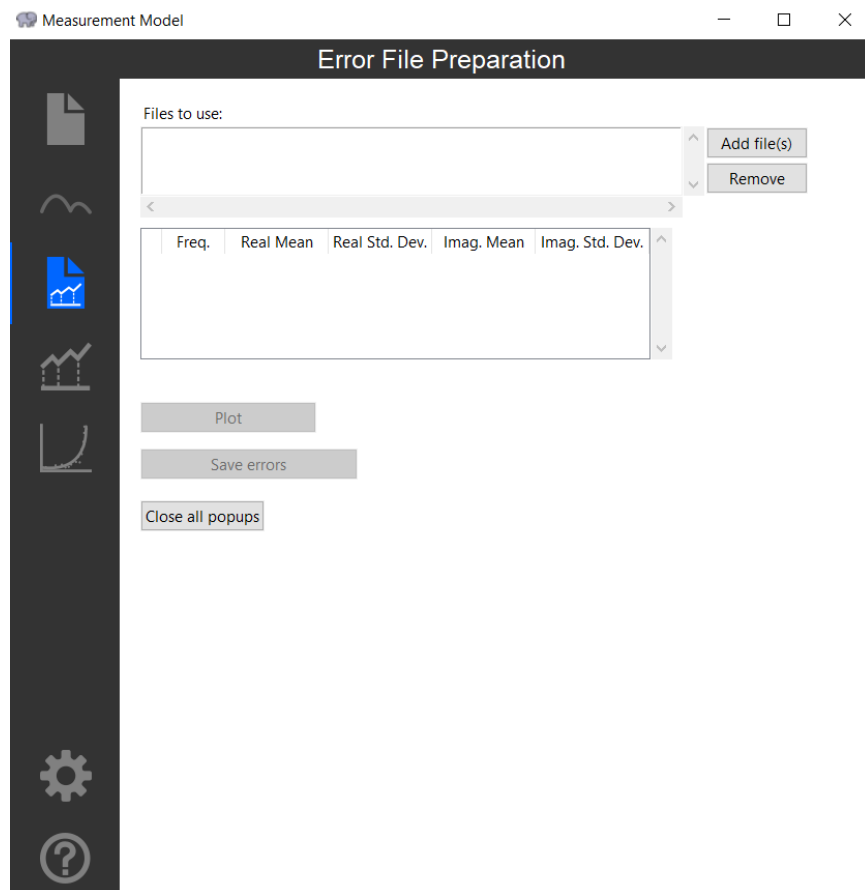 Measurement Model
Error File Preparation
Files to use:
Add file(s)
Remove
Freq. Real Mean Real Std. Dev. Imag. Mean Imag. Std. Dev.
Plot
Save errors
Close all popups
?